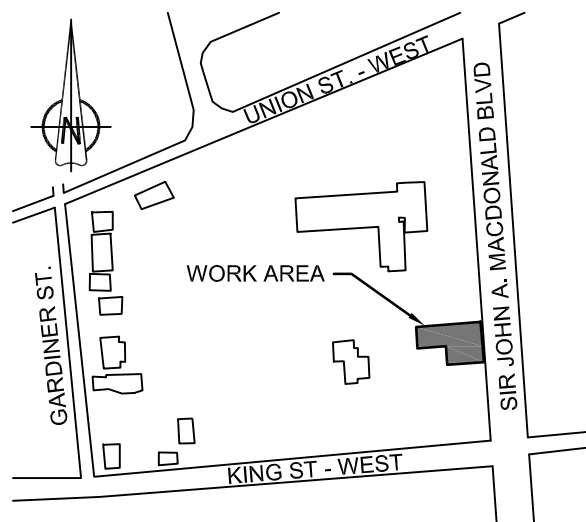 UNION ST. - WEST
N
SIR JOHN A. MACDONALD BLVD
WORK AREA
GARDINER ST.
KING ST - WEST